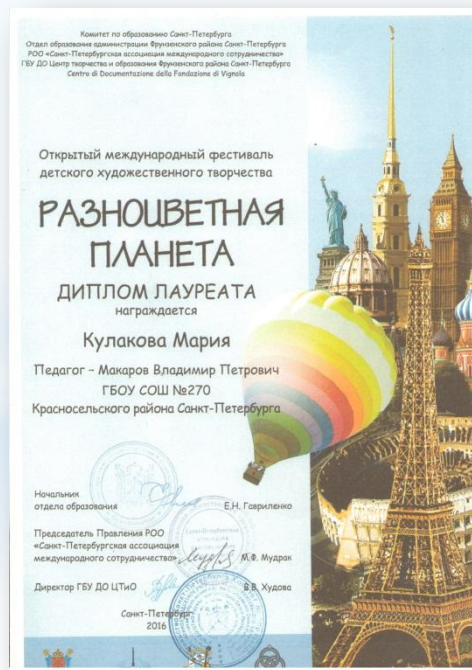 Комитет по образованию Санкт-Петербурга
Отдел образования администрации Фрунзенского района Санкт-Петербурга
РОО «Санкт-Петербургская ассоциация международного сотрудничества»
ГБУ ДО Центр творчества и образования Фрунзенского района Санкт-Петербурга
Centro di Documentazione della Fondazione di Vignola
Открытый международный фестиваль
детского художественного творчества
РАЗНОЦВЕТНАЯ
ПЛАНЕТА
ДИПЛОМ ЛАУРЕАТА
награждается
Кулакова Мария
Педагог - Макаров Владимир Петрович
ГБОУ СОШ №270
Красносельского района Санкт-Петербурга
Начальник
отдела образования Е.Н. Гавриленко
Председатель Правления РОО
«Санкт-Петербургская ассоциация
международного сотрудничества» М.Ф. Мудрак
Директор ГБУ ДО ЦТиО В.В. Худова
Санкт-Петербург
2016